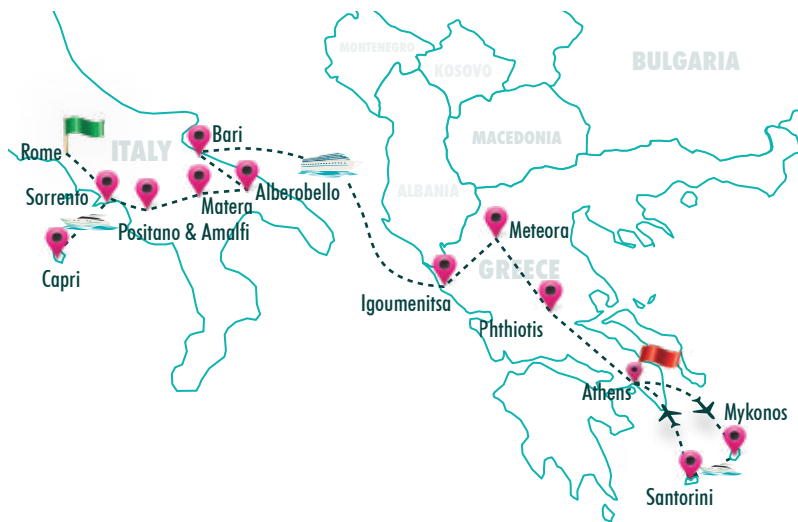 MONTENEGRO
KOSOVO
BULGARIA
MACEDONIA
ALBANIA
ITALY
GREECE
Rome
Bari
Sorrento
Matera
Alberobello
Positano & Amalfi
Capri
Meteora
Igoumenitsa
Phthiotis
Athens
Mykonos
Santorini